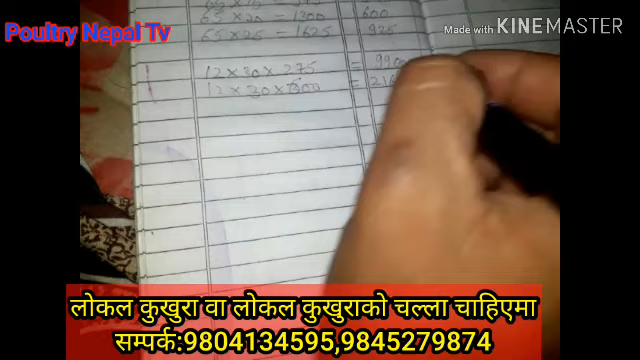 Poultry Nepal Tv
Made with KINEMASTER
65 x 20 - 1300 600
65 x 25 - 1625 925
12 x 30 x 275 = 9900
12 x 30 x
लोकल कुखुरा वा लोकल कुखुराको चल्ला चाहिएमा
सम्पर्क:9804134595,9845279874